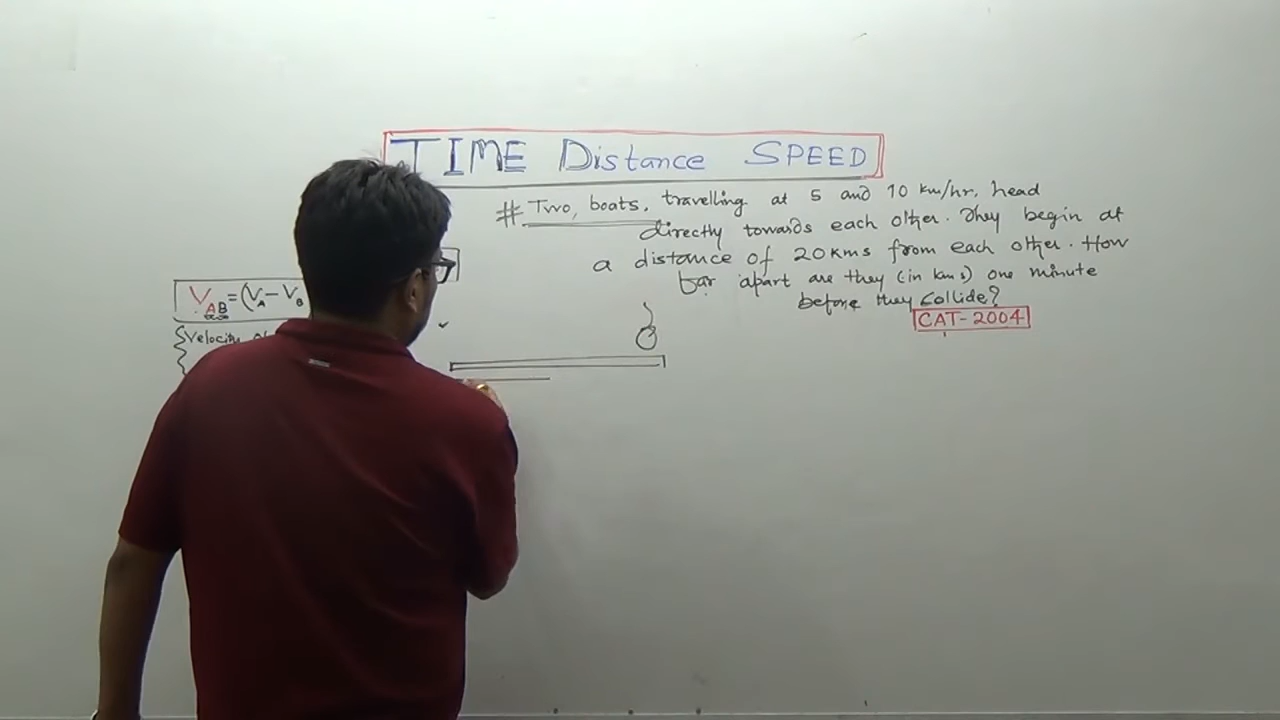 TIME Distance SPEED
# Two boats, travelling at 5 and 10 km/hr, head
directly towards each other. They begin at
a distance of 20 kms from each other. How
bar apart are they (in kms) one minute
before they collide?
CAT-2004
V_AB = (V_A - V_B
Velocity